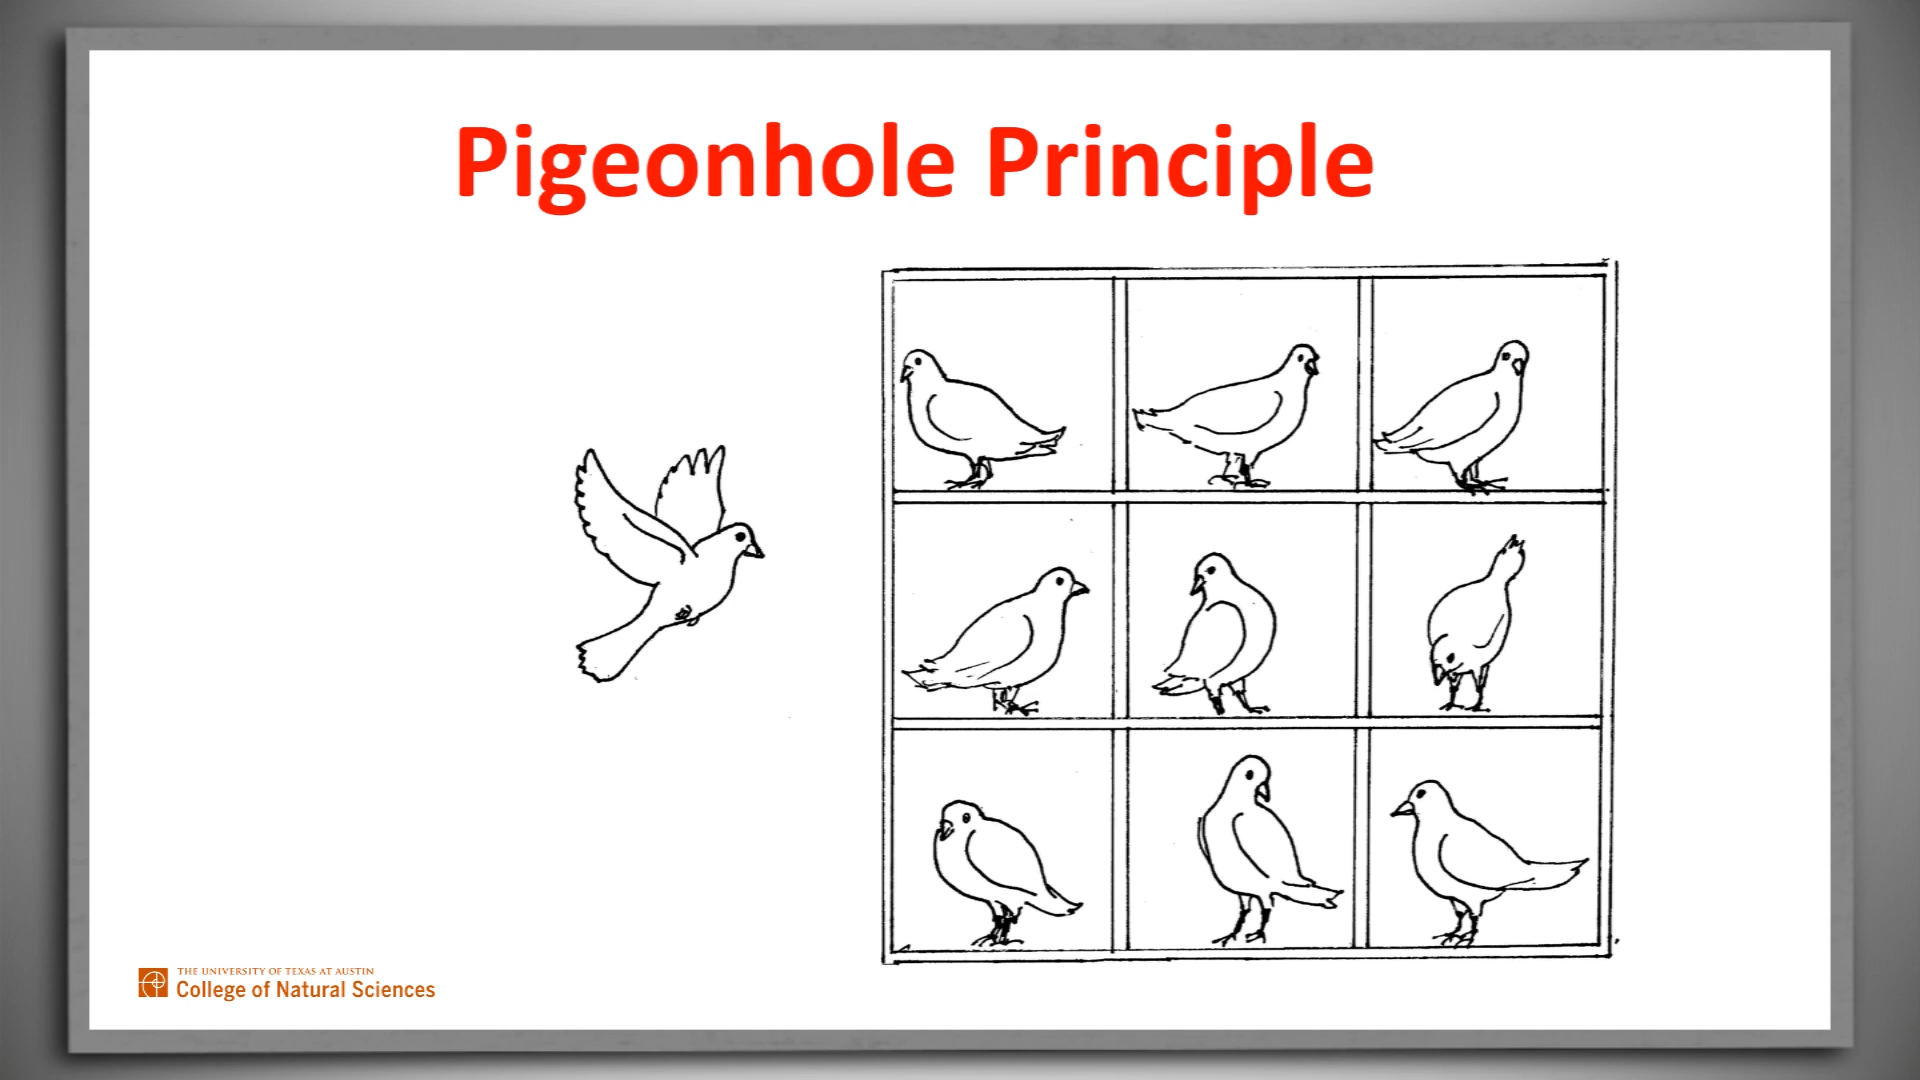 Pigeonhole Principle
THE UNIVERSITY OF TEXAS AT AUSTIN
College of Natural Sciences